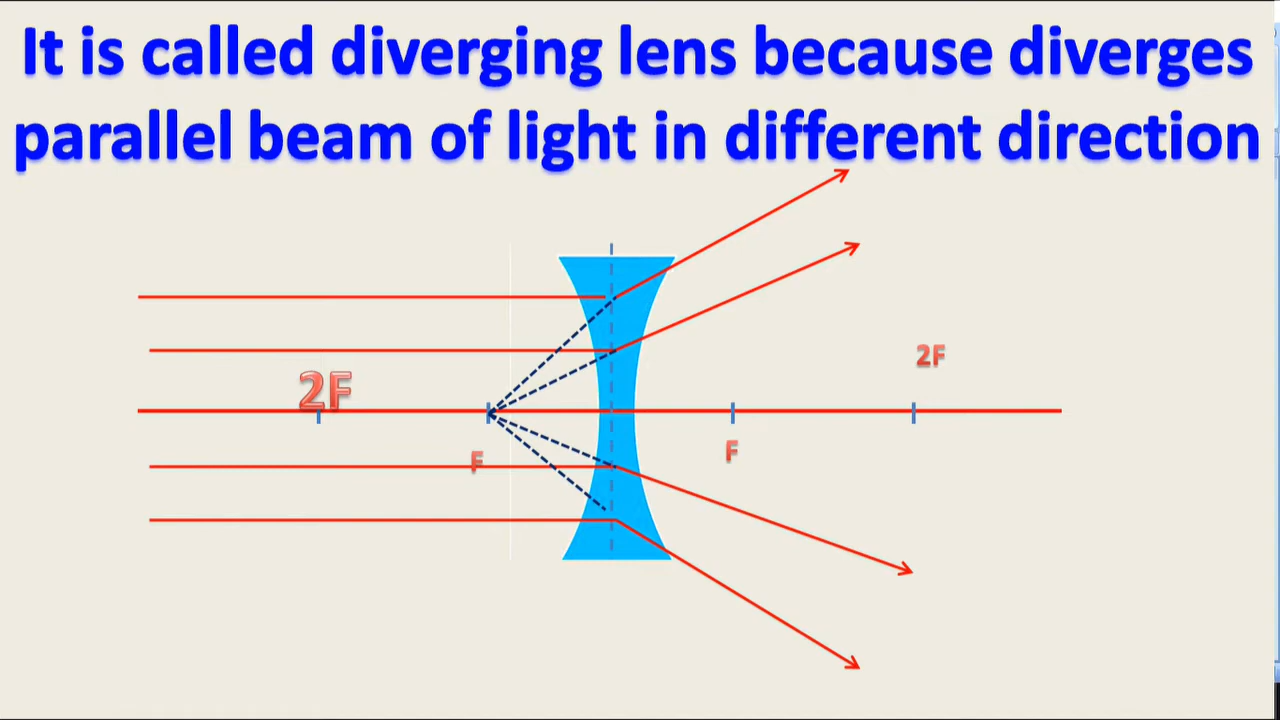 It is called diverging lens because diverges
parallel beam of light in different direction
2F
2F
F
F